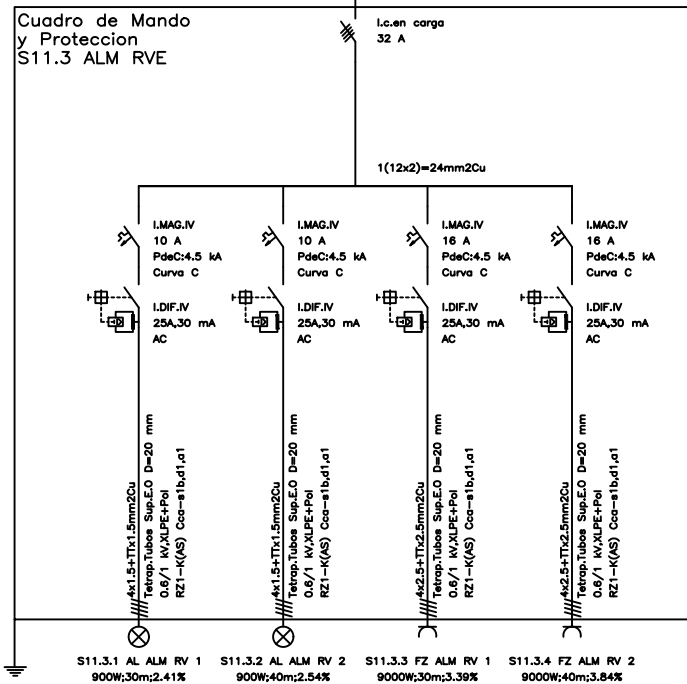 Cuadro de Mando
y Proteccion
S11.3 ALM RVE
I.c.en carga
32 A
1(12x2)=24mm2Cu
I.MAG.IV
10 A
PdeC:4.5 kA
Curva C
I.DIF.IV
25A,30 mA
AC
4x1.5+TTx1.5mm2Cu
Tetrap.Tubos Sup.E.O D=20 mm
0.6/1 kV,XLPE+Pol
RZ1-K(AS) Cca-s1b,d1,a1
S11.3.1 AL ALM RV 1
900W;30m;2.41%
I.MAG.IV
10 A
PdeC:4.5 kA
Curva C
I.DIF.IV
25A,30 mA
AC
4x1.5+TTx1.5mm2Cu
Tetrap.Tubos Sup.E.O D=20 mm
0.6/1 kV,XLPE+Pol
RZ1-K(AS) Cca-s1b,d1,a1
S11.3.2 AL ALM RV 2
900W;40m;2.54%
I.MAG.IV
16 A
PdeC:4.5 kA
Curva C
I.DIF.IV
25A,30 mA
AC
4x2.5+TTx2.5mm2Cu
Tetrap.Tubos Sup.E.O D=20 mm
0.6/1 kV,XLPE+Pol
RZ1-K(AS) Cca-s1b,d1,a1
S11.3.3 FZ ALM RV 1
9000W;30m;3.39%
I.MAG.IV
16 A
PdeC:4.5 kA
Curva C
I.DIF.IV
25A,30 mA
AC
4x2.5+TTx2.5mm2Cu
Tetrap.Tubos Sup.E.O D=20 mm
0.6/1 kV,XLPE+Pol
RZ1-K(AS) Cca-s1b,d1,a1
S11.3.4 FZ ALM RV 2
9000W;40m;3.84%